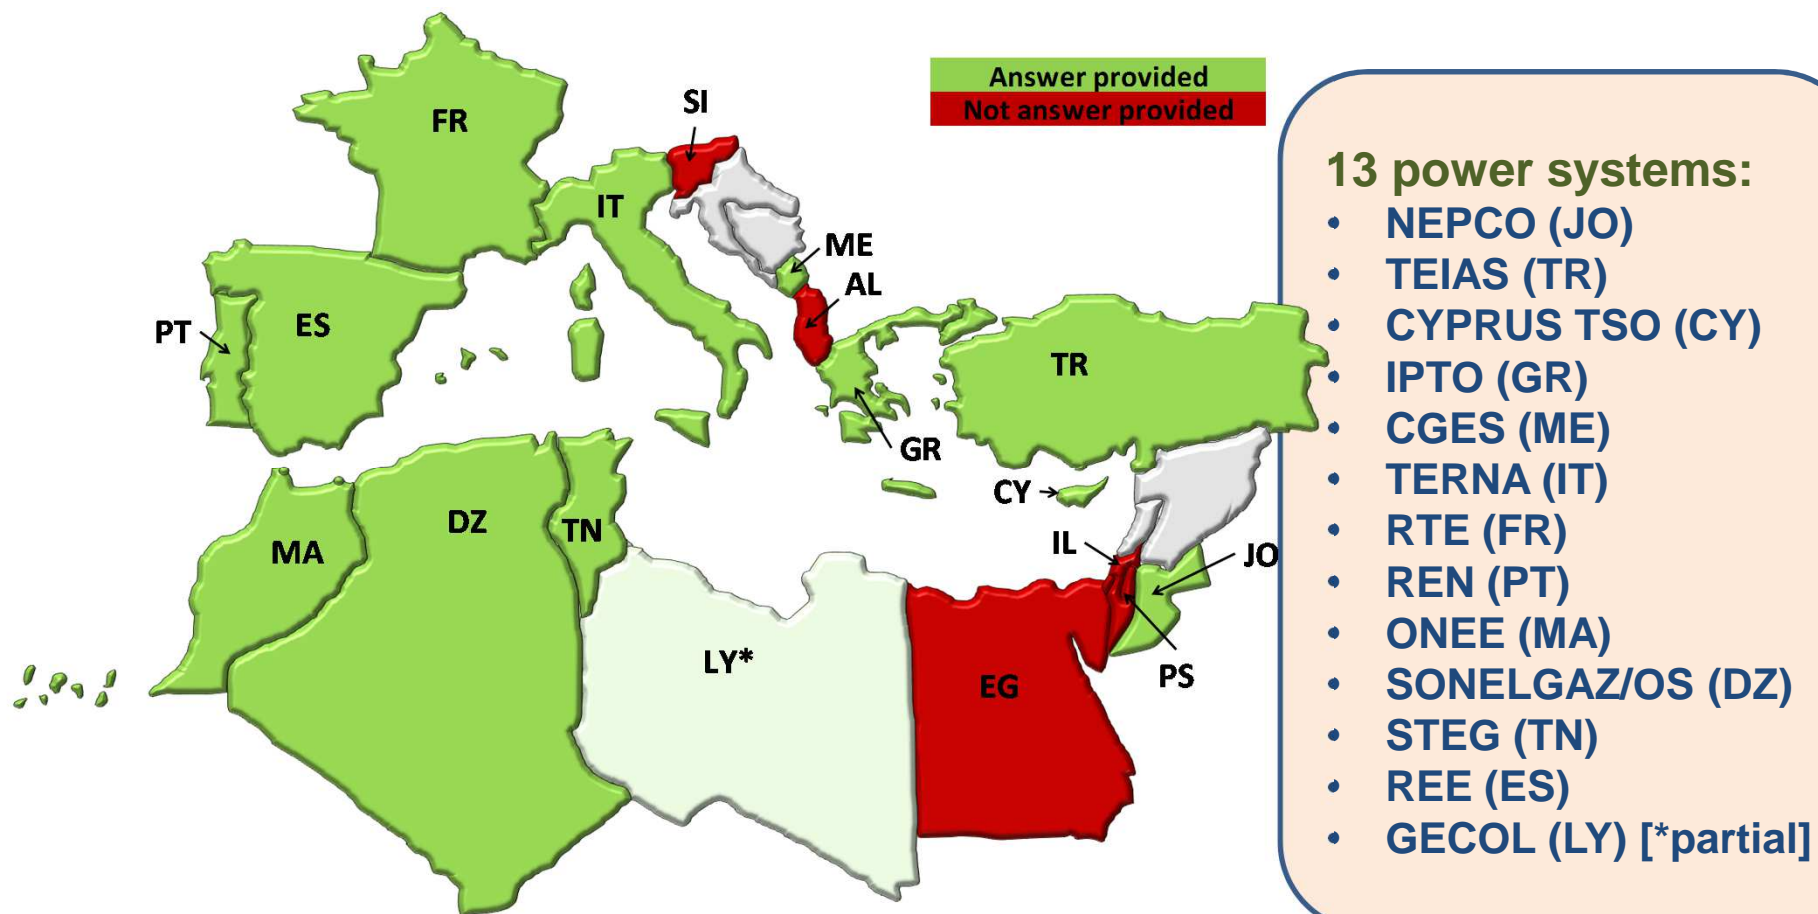 Answer provided
Not answer provided
FR
SI
IT
ME
AL
PT
ES
TR
GR
CY
MA
DZ
TN
IL
JO
LY*
EG
PS
13 power systems:
• NEPCO (JO)
• TEIAS (TR)
• CYPRUS TSO (CY)
• IPTO (GR)
• CGES (ME)
• TERNA (IT)
• RTE (FR)
• REN (PT)
• ONEE (MA)
• SONELGAZ/OS (DZ)
• STEG (TN)
• REE (ES)
• GECOL (LY) [*partial]